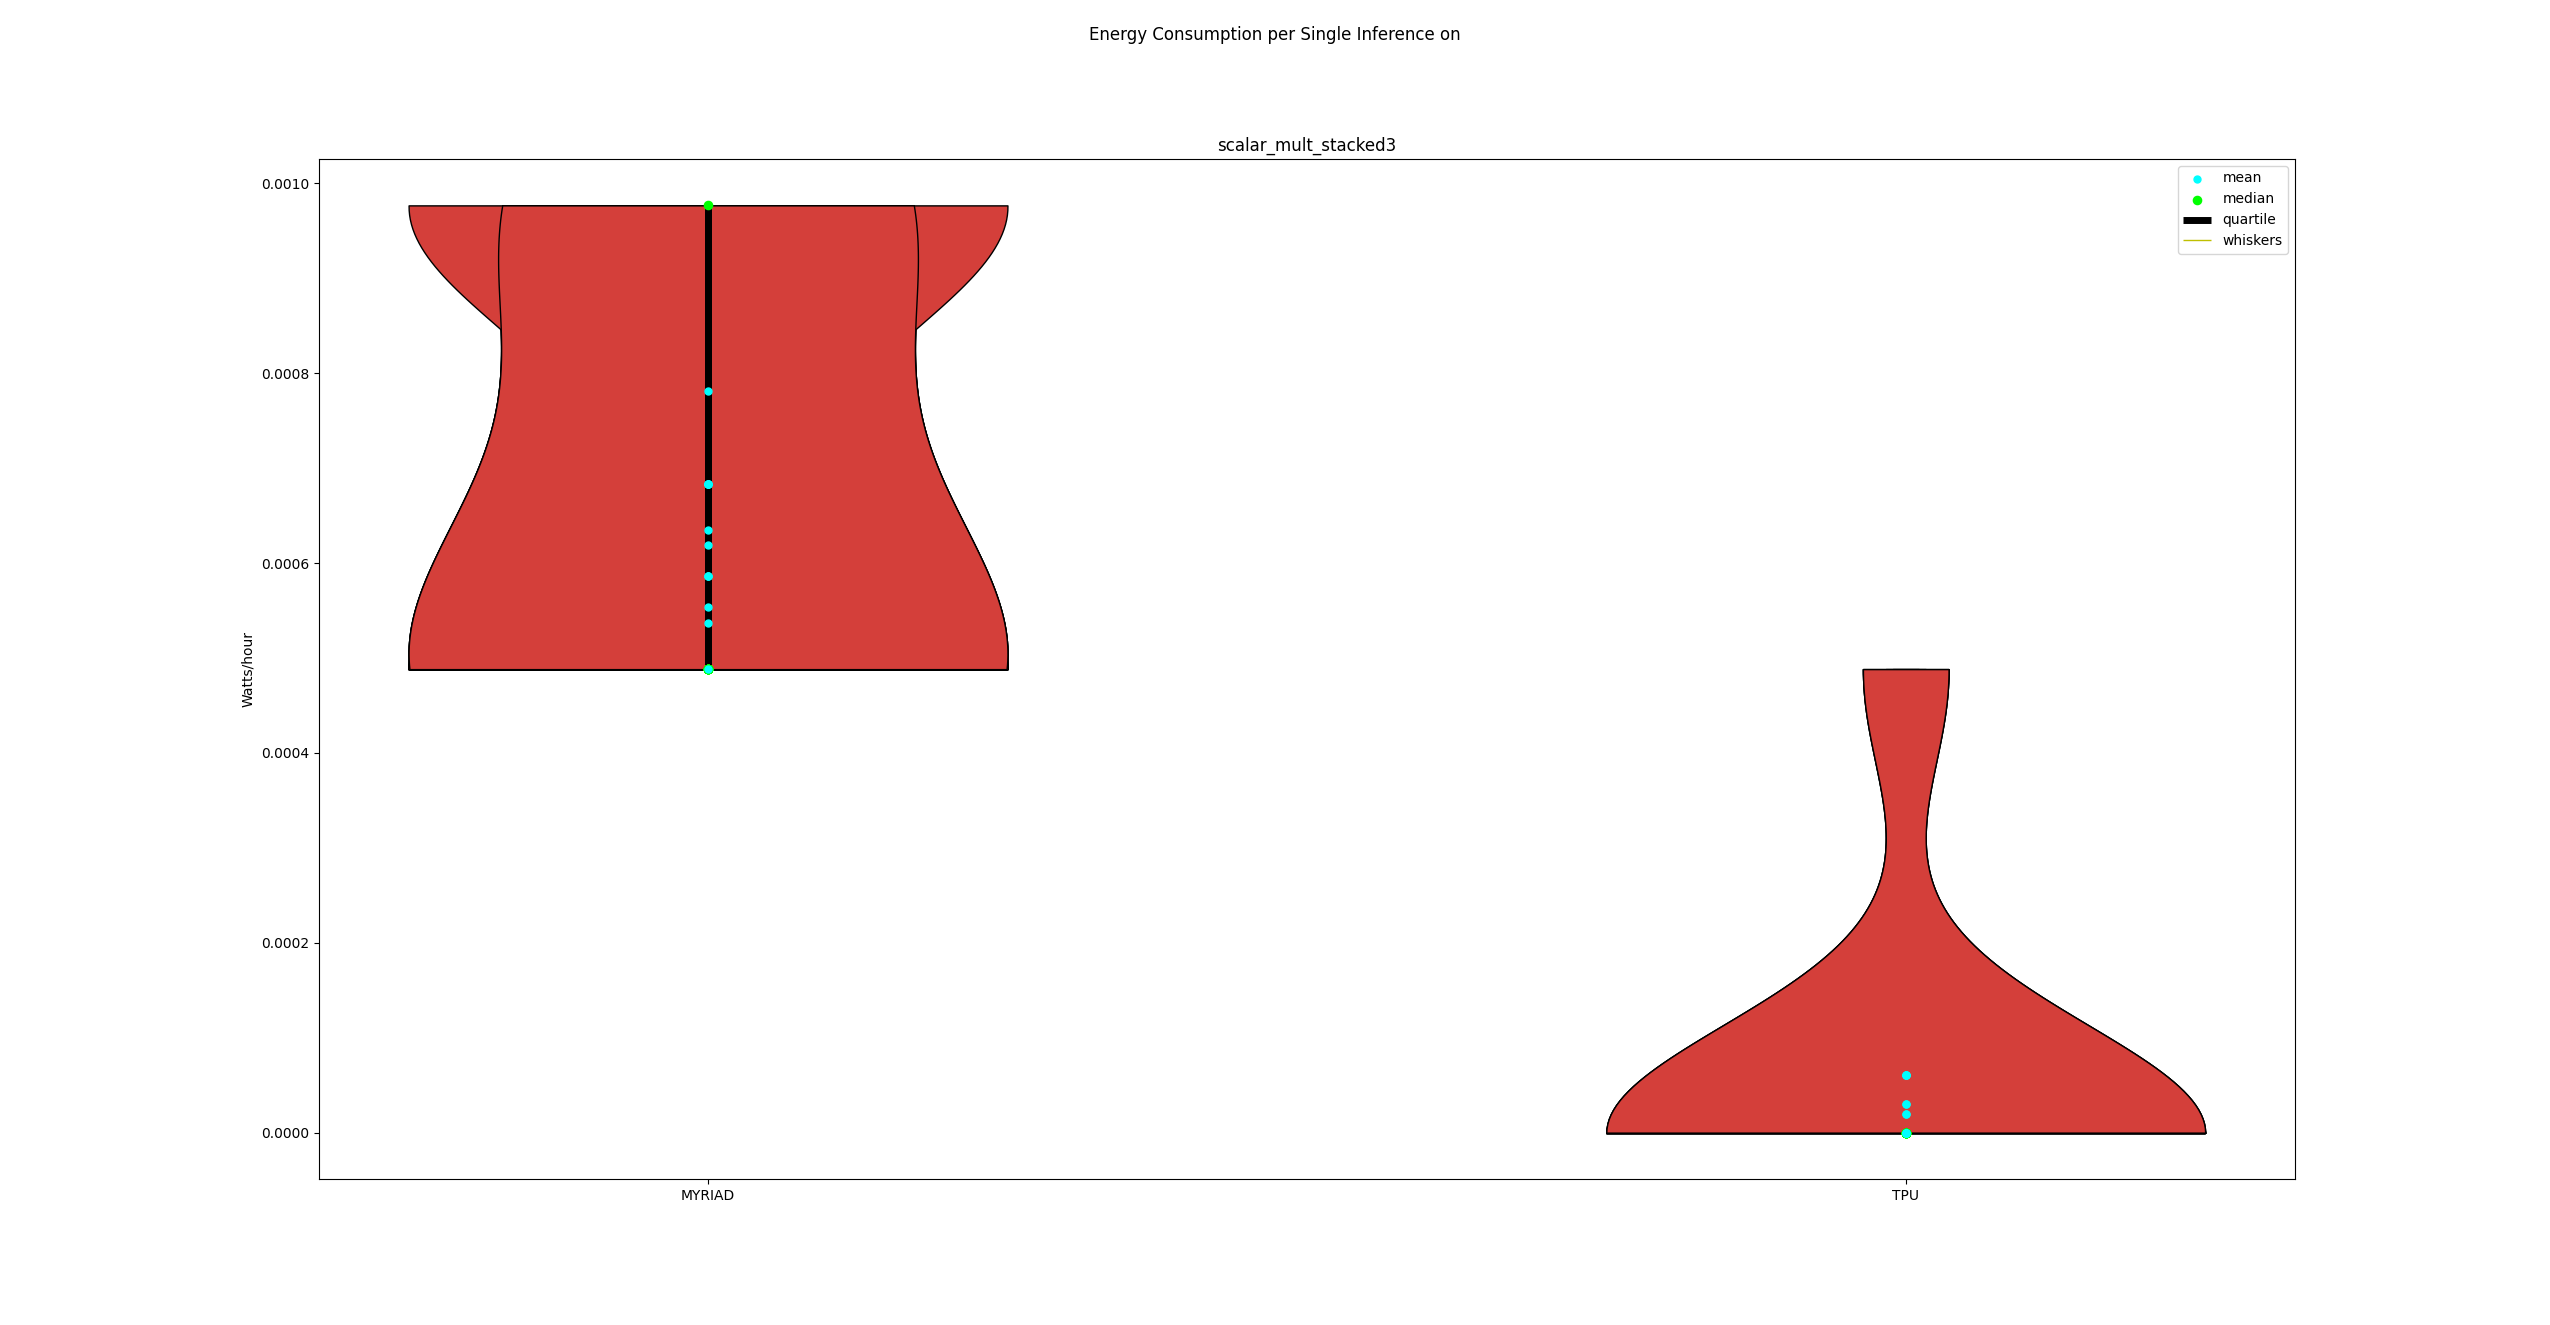 Energy Consumption per Single Inference on
scalar_mult_stacked3
mean
median
quartile
whiskers
0.0010
0.0008
0.0006
0.0004
0.0002
0.0000
Watts/hour
MYRIAD
TPU